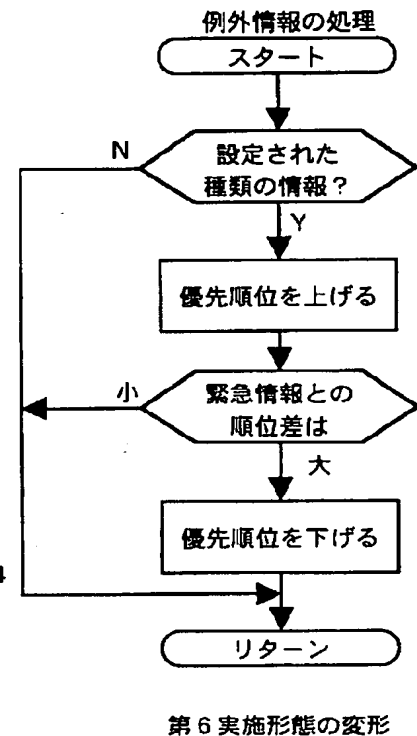 例外情報の処理
スタート
N
設定された
種類の情報？
Y
優先順位を上げる
小
緊急情報との
順位差は
大
優先順位を下げる
4
リターン
第6実施形態の変形